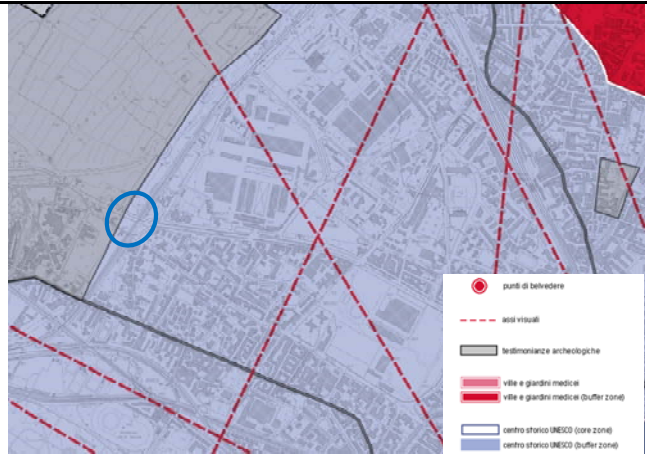 punti di belvedere
assi visuali
testimonianze archeologiche
ville e giardini medicei
ville e giardini medicei (buffer zone)
centro storico UNESCO (core zone)
centro storico UNESCO (buffer zone)